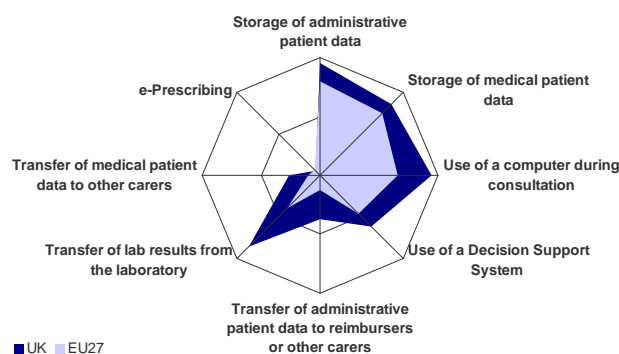 Storage of administrative
patient data
Storage of medical patient
data
Use of a computer during
consultation
Use of a Decision Support
System
Transfer of administrative
patient data to reimbursers
or other carers
Transfer of lab results from
the laboratory
Transfer of medical patient
data to other carers
e-Prescribing
UK EU27